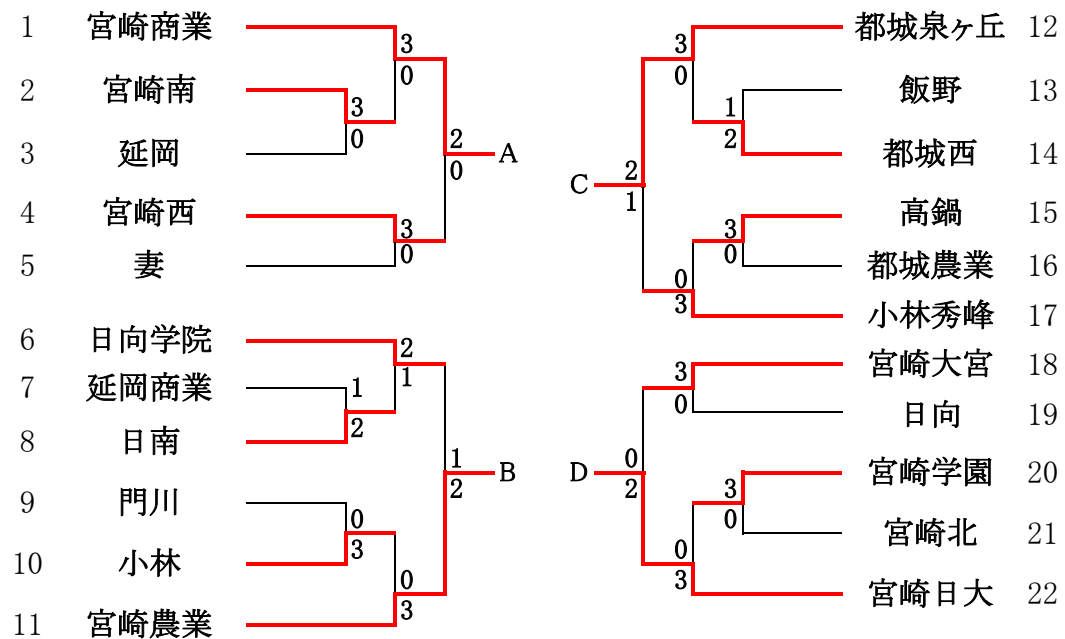 1 宮崎商業
2 宮崎南
3 延岡
4 宮崎西
5 妻
6 日向学院
7 延岡商業
8 日南
9 門川
10 小林
11 宮崎農業
3
0
3
0
2
0
A
3
0
2
1
1
2
1
2
B
0
3
0
3
都城泉ヶ丘 12
飯野 13
都城西 14
高鍋 15
都城農業 16
小林秀峰 17
宮崎大宮 18
日向 19
宮崎学園 20
宮崎北 21
宮崎日大 22
3
0
1
2
C
2
1
3
0
0
3
3
0
D
0
2
3
0
0
3